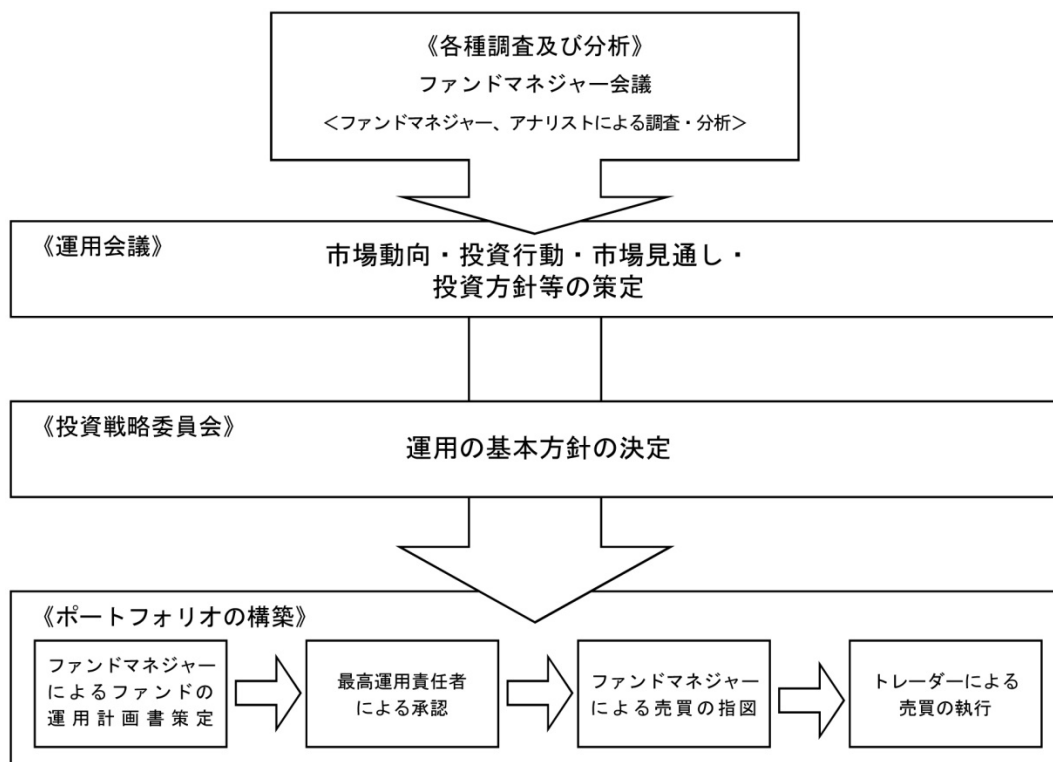 《各種調査及び分析》
ファンドマネジャー会議
＜ファンドマネジャー、アナリストによる調査・分析＞
《運用会議》
市場動向・投資行動・市場見通し・
投資方針等の策定
《投資戦略委員会》
運用の基本方針の決定
《ポートフォリオの構築》
ファンドマネジャー
によるファンドの
運用計画書策定
最高運用責任者
による承認
ファンドマネジャー
による売買の指図
トレーダーによる
売買の執行